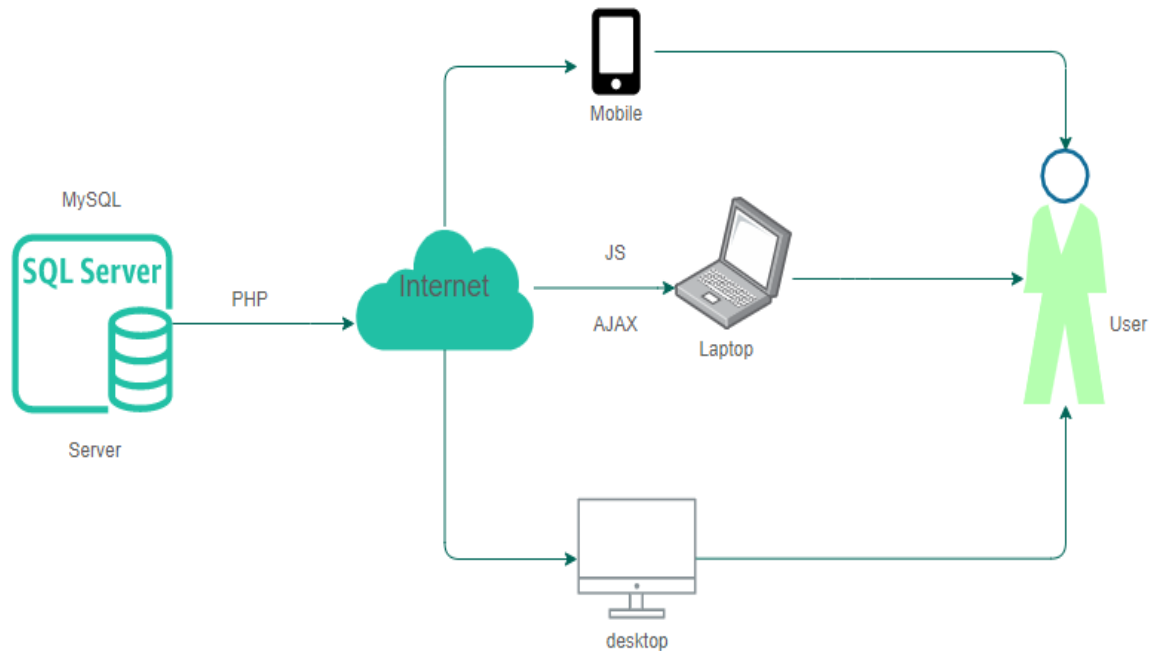 Mobile
MySQL
SQL Server
PHP
Internet
JS
AJAX
Laptop
User
Server
desktop